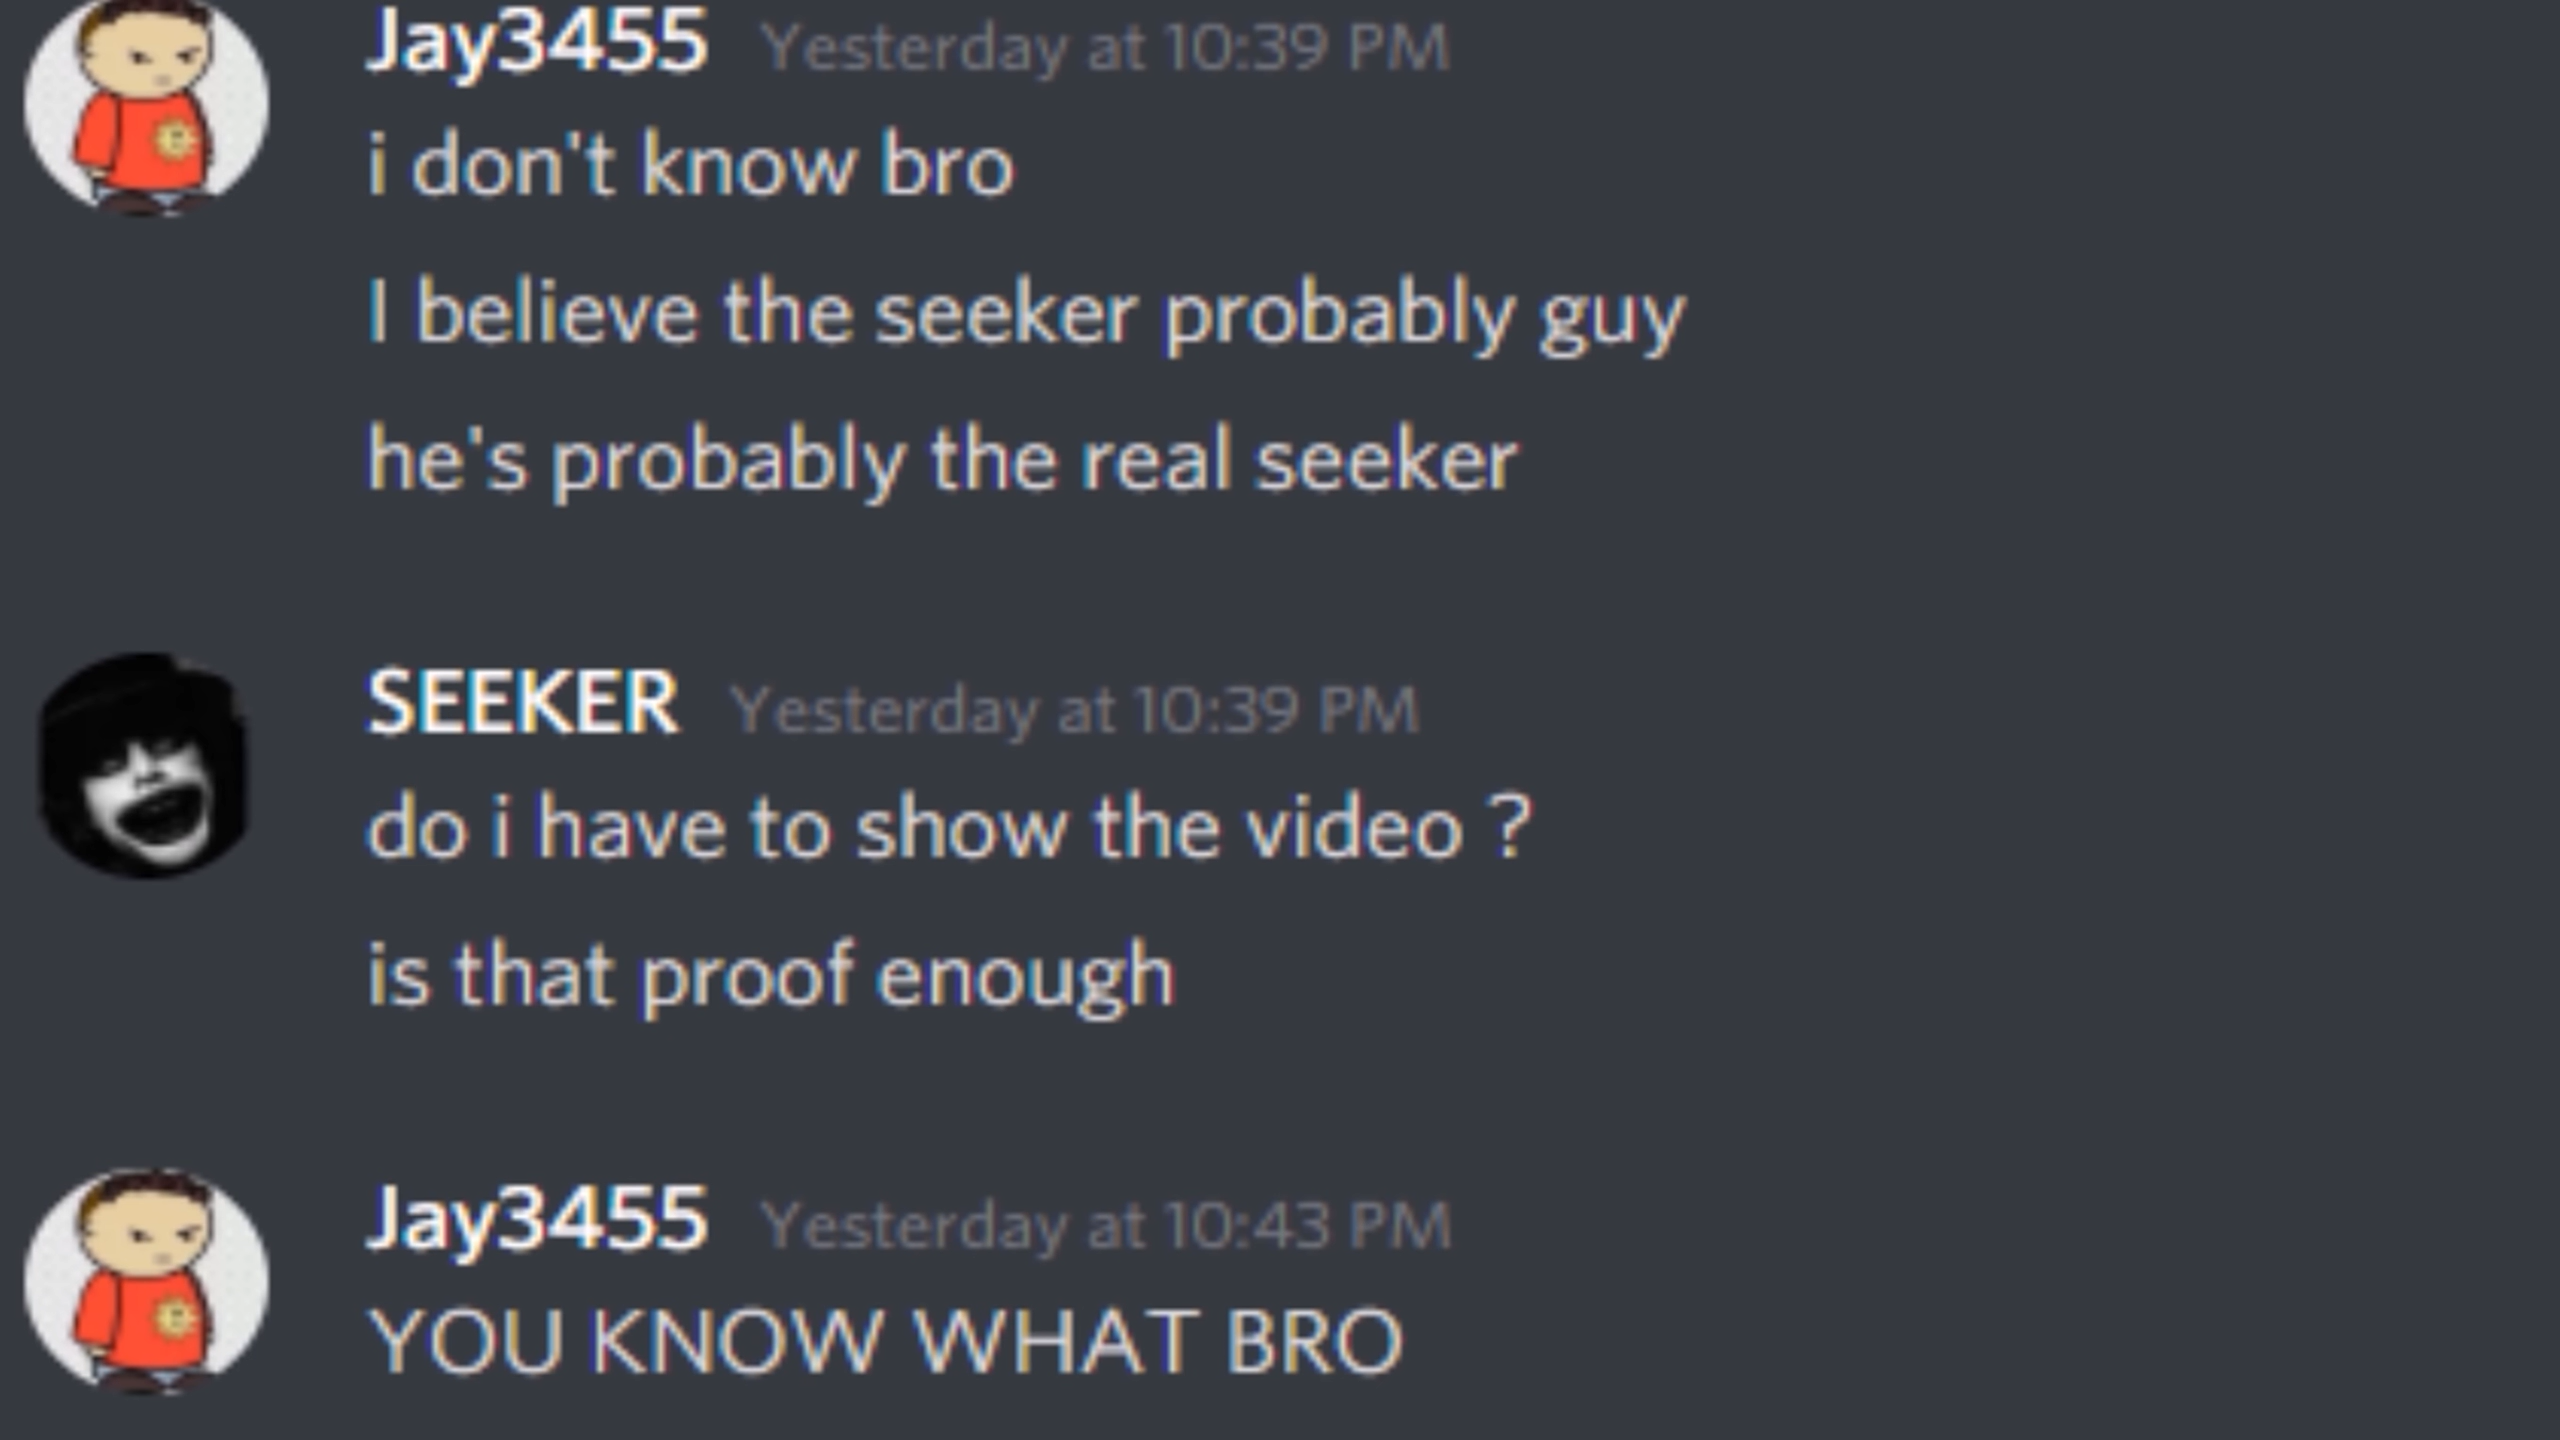 Jay3455 Yesterday at 10:39 PM
i don't know bro
I believe the seeker probably guy
he's probably the real seeker
SEEKER Yesterday at 10:39 PM
do i have to show the video ?
is that proof enough
Jay3455 Yesterday at 10:43 PM
YOU KNOW WHAT BRO